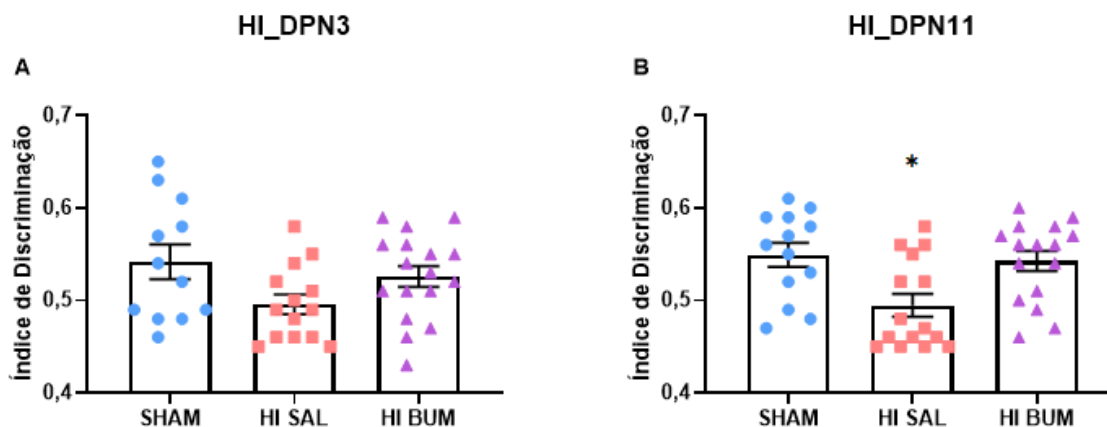 HI_DPN3
A
Índice de Discriminação
0,7
0,6
0,5
0,4
SHAM HI SAL HI BUM
HI_DPN11
B
Índice de Discriminação
0,7
0,6
0,5
0,4
*
SHAM HI SAL HI BUM